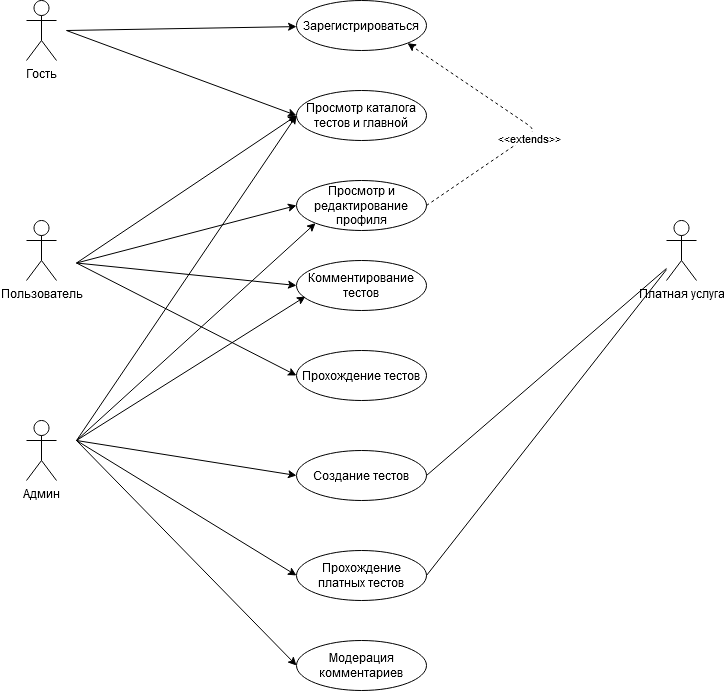 Зарегистрироваться
Гость
Просмотр каталога
тестов и главной
<<extends>>
Просмотр и
редактирование
профиля
Пользователь
Комментирование
тестов
Платная услуга
Прохождение тестов
Админ
Создание тестов
Прохождение
платных тестов
Модерация
комментариев